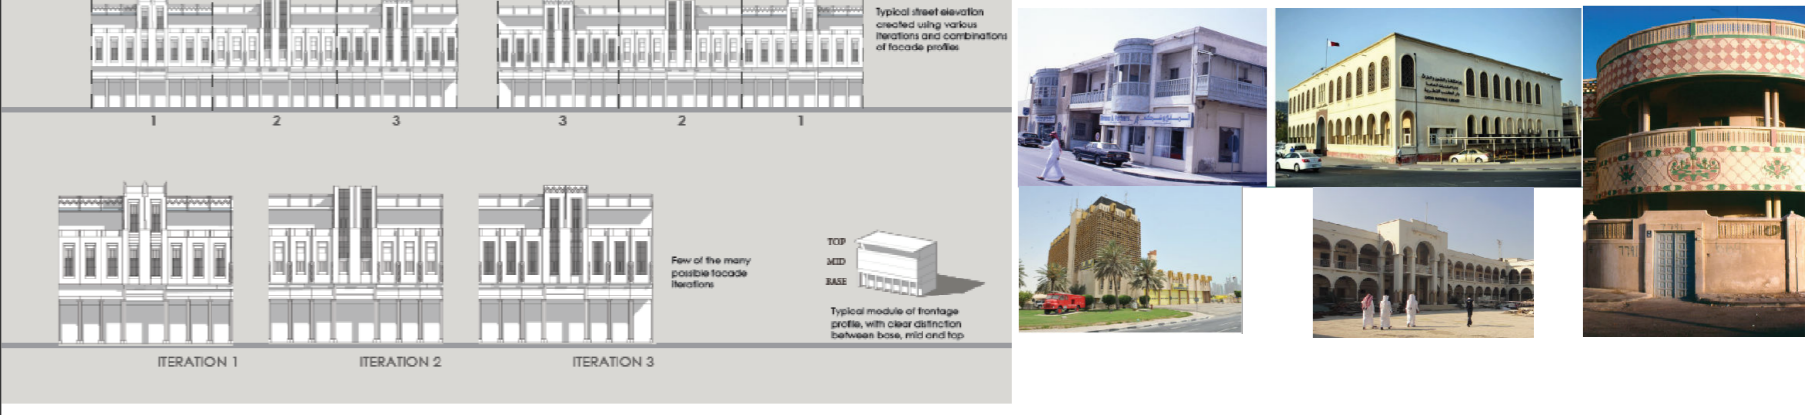 Typical street elevation
created using various
iterations and combinations
of facade profiles
1
2
3
3
2
1
Few of the many
possible facade
iterations
TOP
MID
BASE
Typical module of frontage
profile, with clear distinction
between base, mid and top
ITERATION 1
ITERATION 2
ITERATION 3